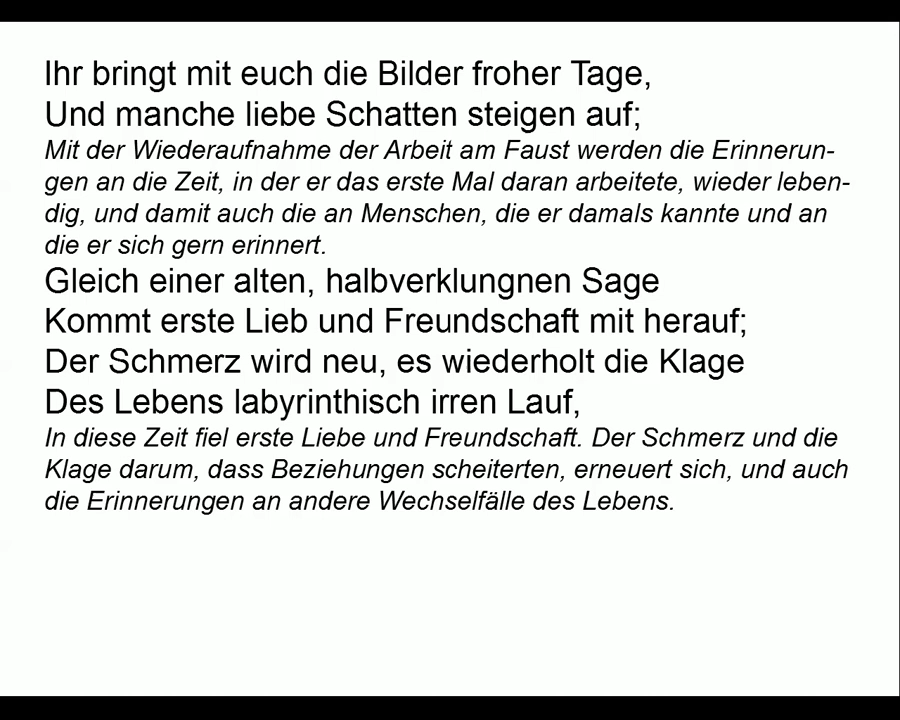 Ihr bringt mit euch die Bilder froher Tage,
Und manche liebe Schatten steigen auf;
Mit der Wiederaufnahme der Arbeit am Faust werden die Erinnerun-
gen an die Zeit, in der er das erste Mal daran arbeitete, wieder leben-
dig, und damit auch die an Menschen, die er damals kannte und an
die er sich gern erinnert.
Gleich einer alten, halbverklungnen Sage
Kommt erste Lieb und Freundschaft mit herauf;
Der Schmerz wird neu, es wiederholt die Klage
Des Lebens labyrinthisch irren Lauf,
In diese Zeit fiel erste Liebe und Freundschaft. Der Schmerz und die
Klage darum, dass Beziehungen scheiterten, erneuert sich, und auch
die Erinnerungen an andere Wechselfälle des Lebens.